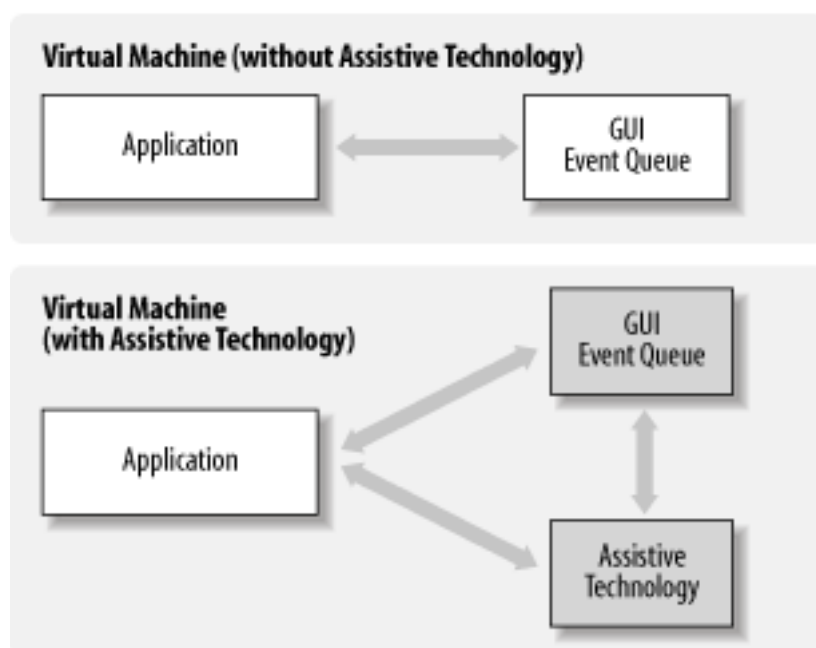 Virtual Machine (without Assistive Technology)
Application
GUI
Event Queue
Virtual Machine
(with Assistive Technology)
GUI
Event Queue
Application
Assistive
Technology